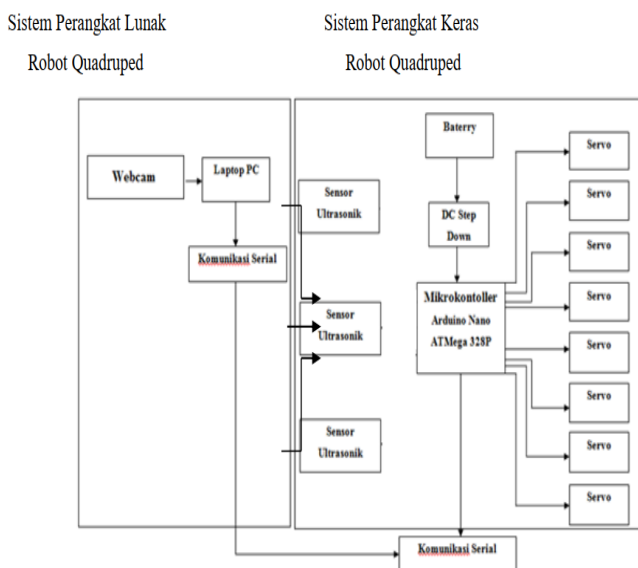 Sistem Perangkat Lunak
Robot Quadruped
Sistem Perangkat Keras
Robot Quadruped
Webcam
Laptop PC
Komunikasi Serial
Sensor
Ultrasonik
Sensor
Ultrasonik
Sensor
Ultrasonik
Baterry
DC Step
Down
Mikrokontoller
Arduino Nano
ATMega 328P
Servo
Servo
Servo
Servo
Servo
Servo
Servo
Servo
Komunikasi Serial